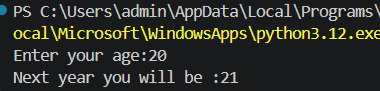 PS C:\Users\admin\AppData\Local\Programs\
ocal\Microsoft\WindowsApps\python3.12.exe
Enter your age:20
Next year you will be :21